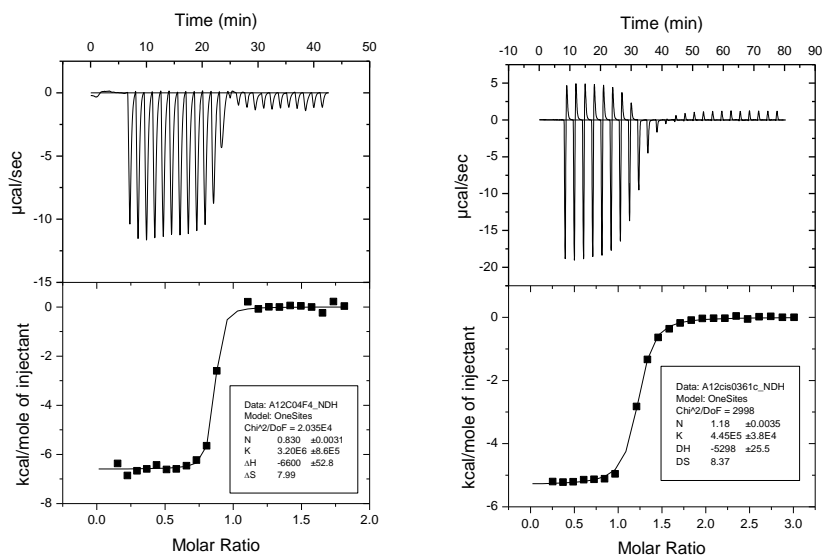 Time (min)
0 10 20 30 40 50
0
-5
-10
-15
µcal/sec
0
-2
-4
-6
-8
kcal/mole of injectant
Data: A12C04F4_NDH
Model: OneSites
Chi^2/DoF = 2.035E4
N 0.830 ±0.0031
K 3.20E6 ±8.6E5
ΔH -6600 ±52.8
ΔS 7.99
0.0 0.5 1.0 1.5 2.0
Molar Ratio
Time (min)
-10 0 10 20 30 40 50 60 70 80 90
5
0
-5
-10
-15
-20
µcal/sec
0
-2
-4
-6
kcal/mole of injectant
Data: A12cis0361c_NDH
Model: OneSites
Chi^2/DoF = 2998
N 1.18 ±0.0035
K 4.45E5 ±3.8E4
DH -5298 ±25.5
DS 8.37
0.0 0.5 1.0 1.5 2.0 2.5 3.0
Molar Ratio